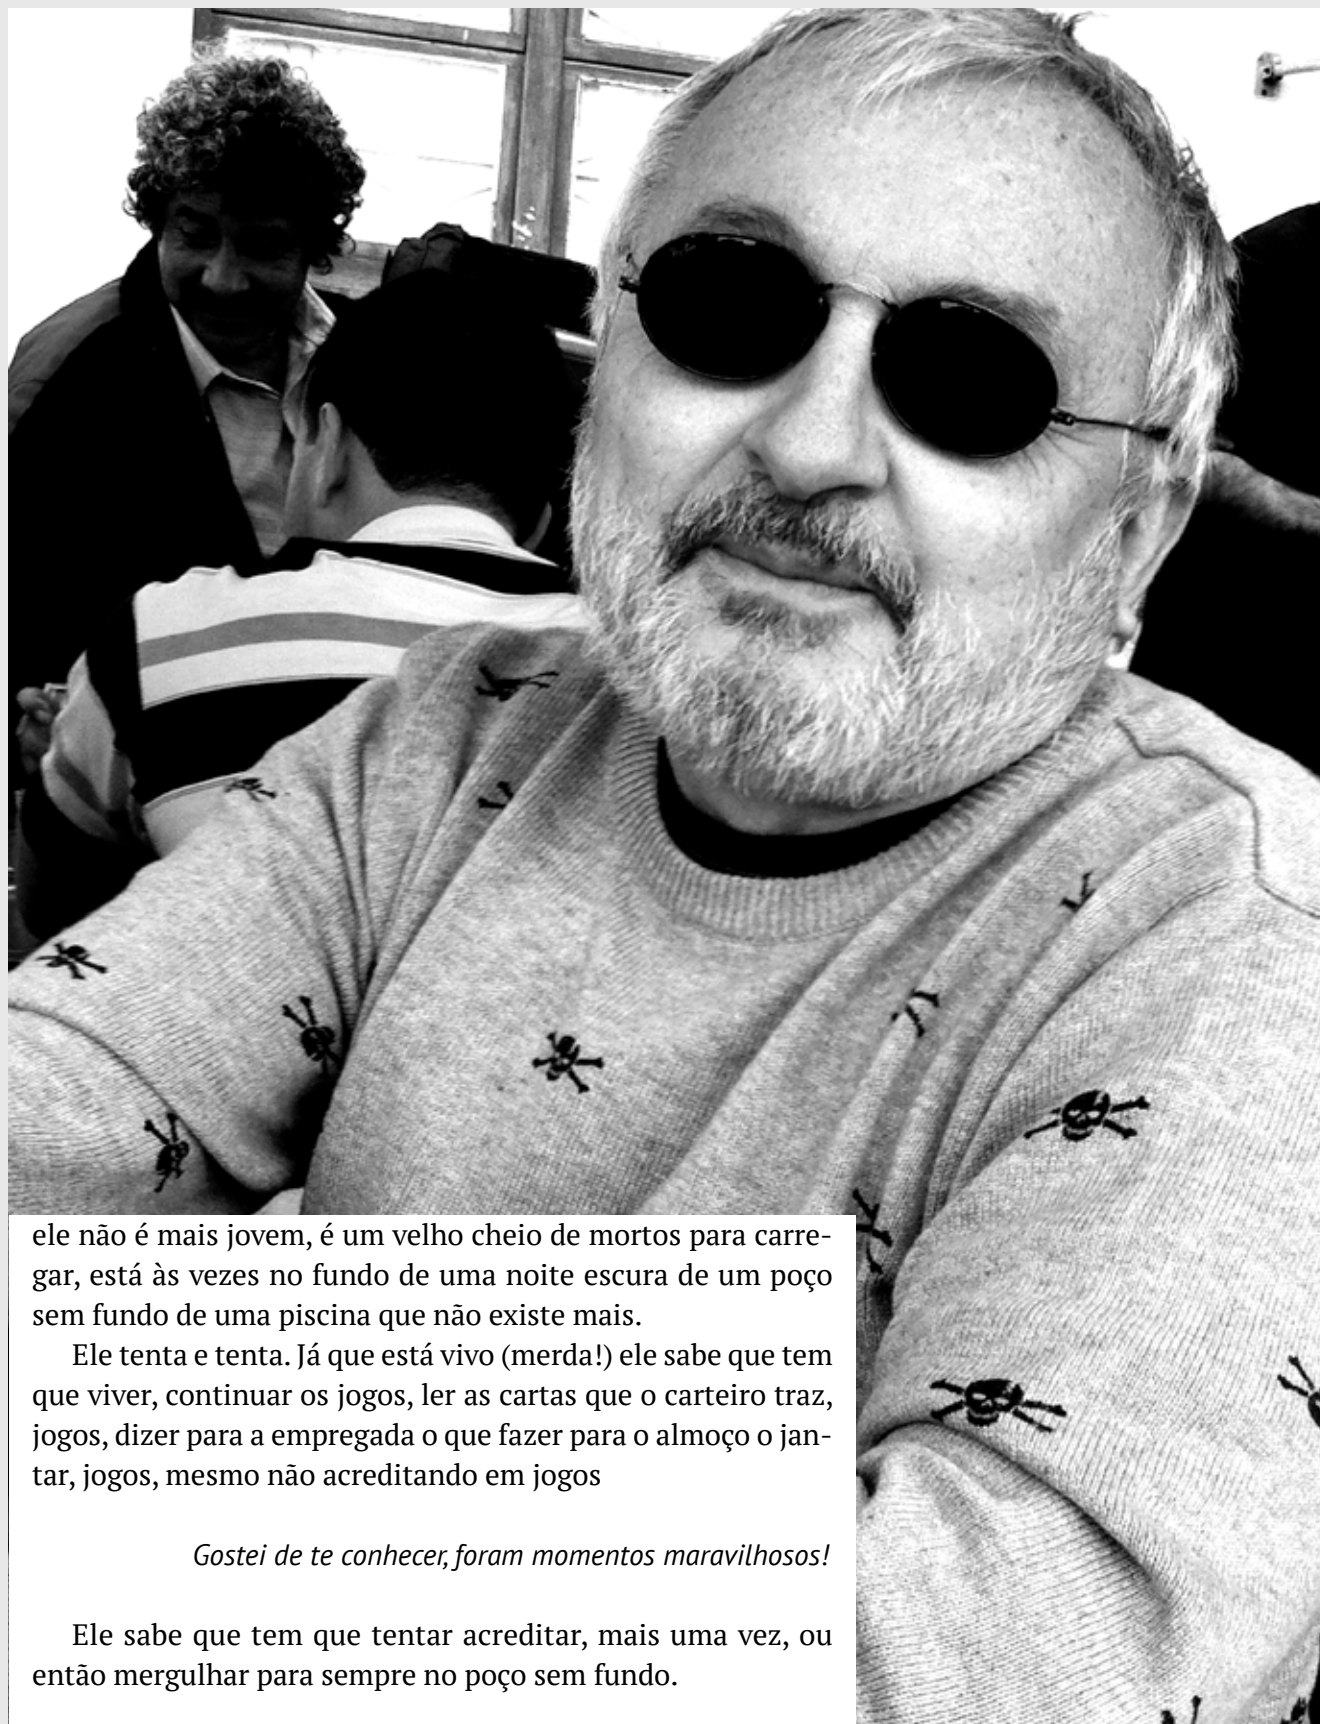 ele não é mais jovem, é um velho cheio de mortos para carre-
gar, está às vezes no fundo de uma noite escura de um poço
sem fundo de uma piscina que não existe mais.
Ele tenta e tenta. Já que está vivo (merda!) ele sabe que tem
que viver, continuar os jogos, ler as cartas que o carteiro traz,
jogos, dizer para a empregada o que fazer para o almoço o jan-
tar, jogos, mesmo não acreditando em jogos
Gostei de te conhecer, foram momentos maravilhosos!
Ele sabe que tem que tentar acreditar, mais uma vez, ou
então mergulhar para sempre no poço sem fundo.